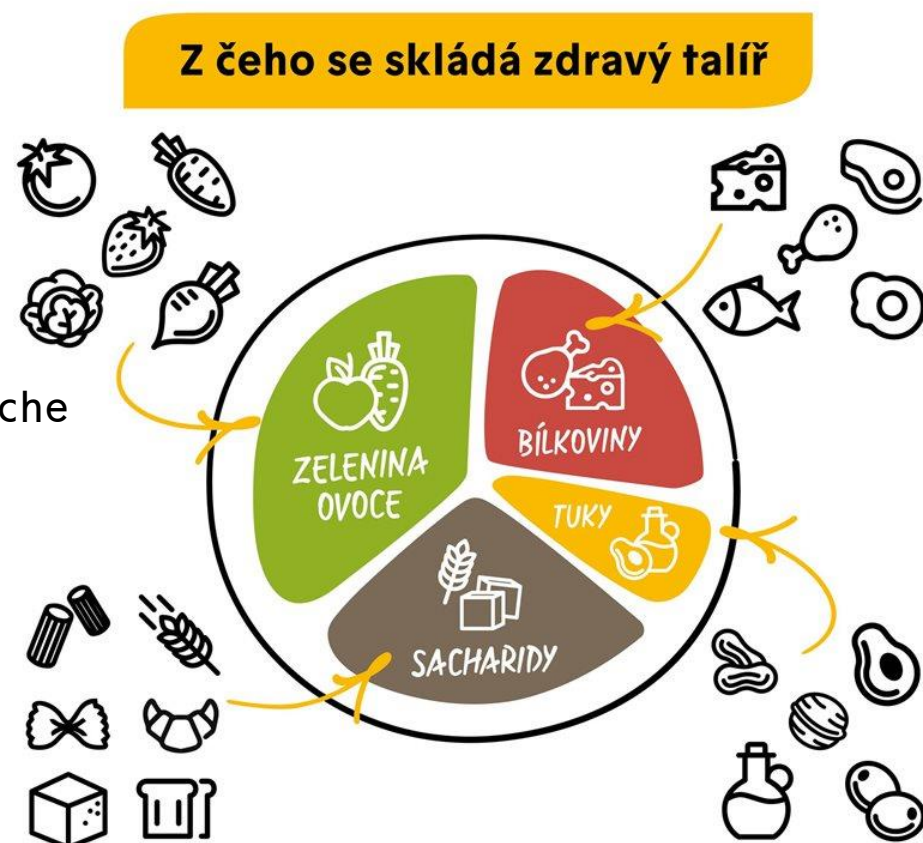 Z čeho se skládá zdravý talíř
che
ZELENINA
OVOCE
BÍLKOVINY
TUKY
SACHARIDY